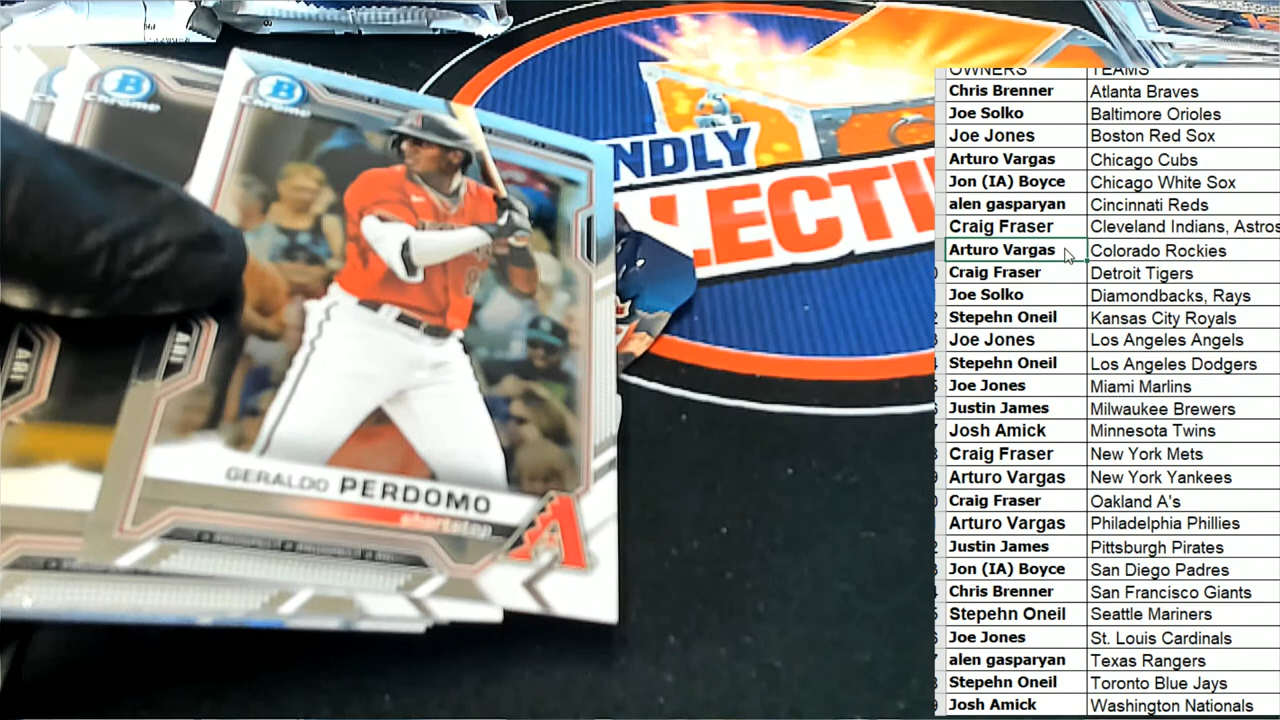 B
Chrome
B
Chrome
GERALDO PERDOMO
shortstop
A
NDLY
LECTI
ARI
ARI
OWNERS TEAMS
Chris Brenner Atlanta Braves
Joe Solko Baltimore Orioles
Joe Jones Boston Red Sox
Arturo Vargas Chicago Cubs
Jon (IA) Boyce Chicago White Sox
alen gasparyan Cincinnati Reds
Craig Fraser Cleveland Indians, Astros
Arturo Vargas Colorado Rockies
Craig Fraser Detroit Tigers
Joe Solko Diamondbacks, Rays
Stepehn Oneil Kansas City Royals
Joe Jones Los Angeles Angels
Stepehn Oneil Los Angeles Dodgers
Joe Jones Miami Marlins
Justin James Milwaukee Brewers
Josh Amick Minnesota Twins
Craig Fraser New York Mets
Arturo Vargas New York Yankees
Craig Fraser Oakland A's
Arturo Vargas Philadelphia Phillies
Justin James Pittsburgh Pirates
Jon (IA) Boyce San Diego Padres
Chris Brenner San Francisco Giants
Stepehn Oneil Seattle Mariners
Joe Jones St. Louis Cardinals
alen gasparyan Texas Rangers
Stepehn Oneil Toronto Blue Jays
Josh Amick Washington Nationals